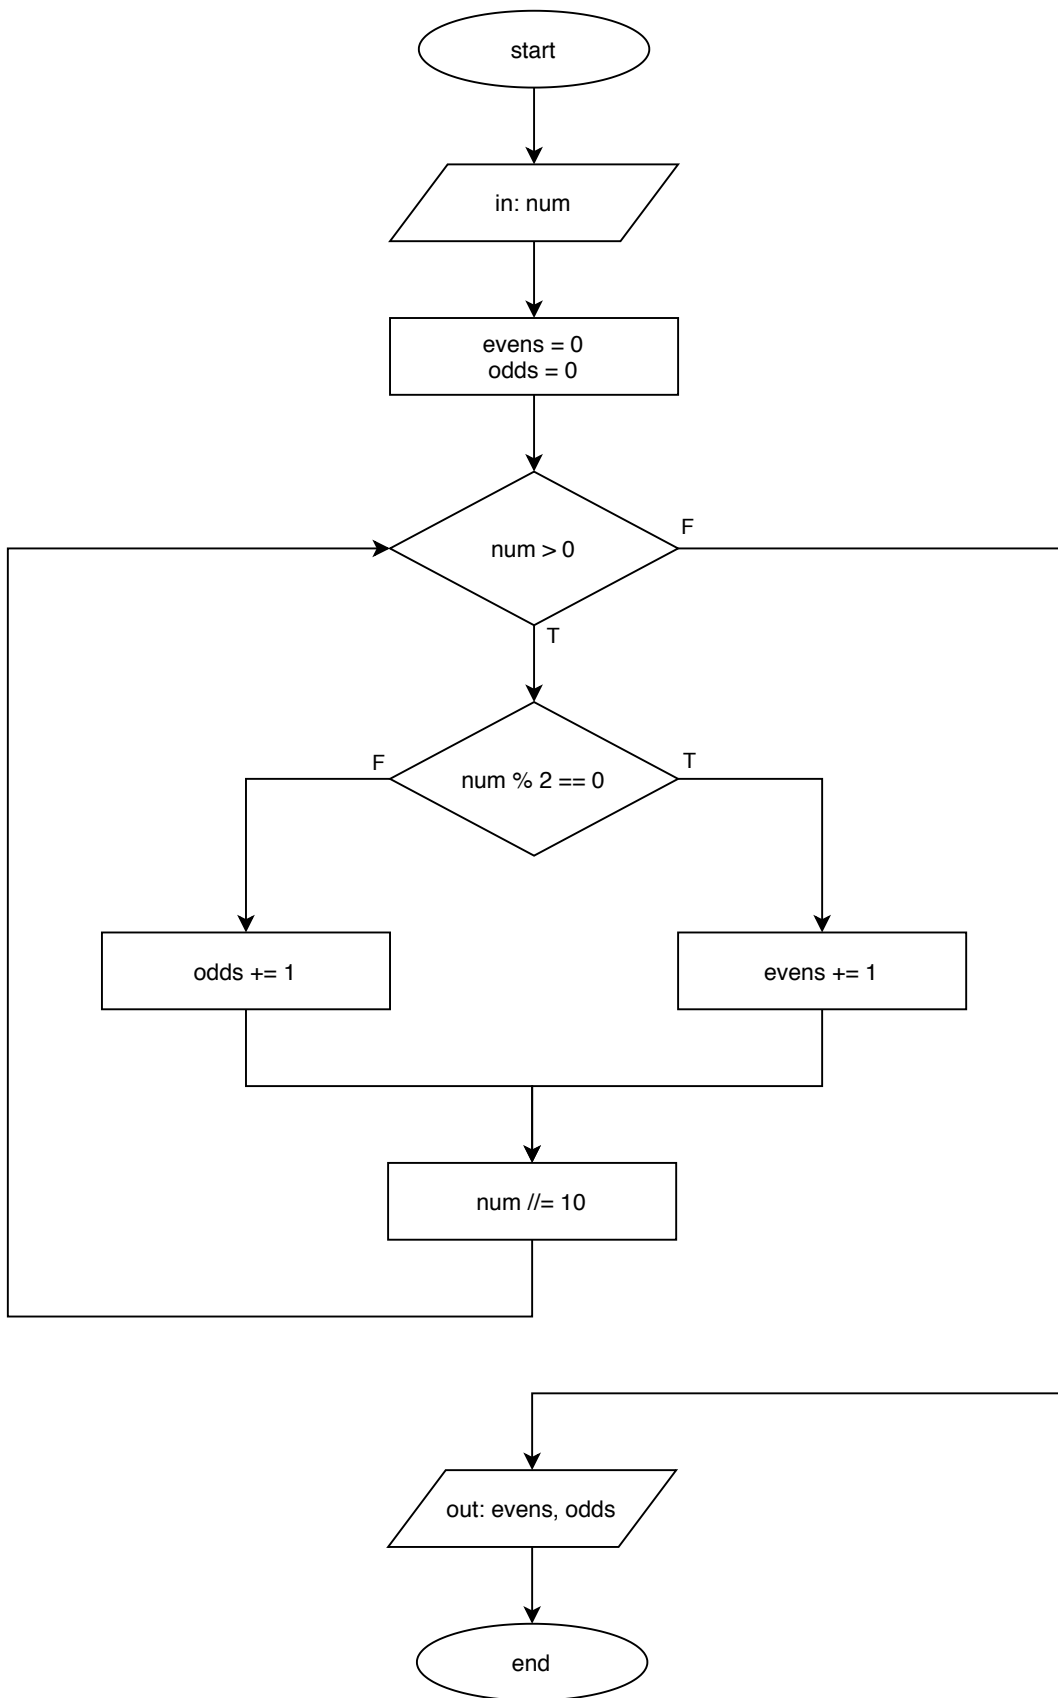 start
in: num
evens = 0
odds = 0
num > 0
F
T
num % 2 == 0
F
T
odds += 1
evens += 1
num //= 10
out: evens, odds
end